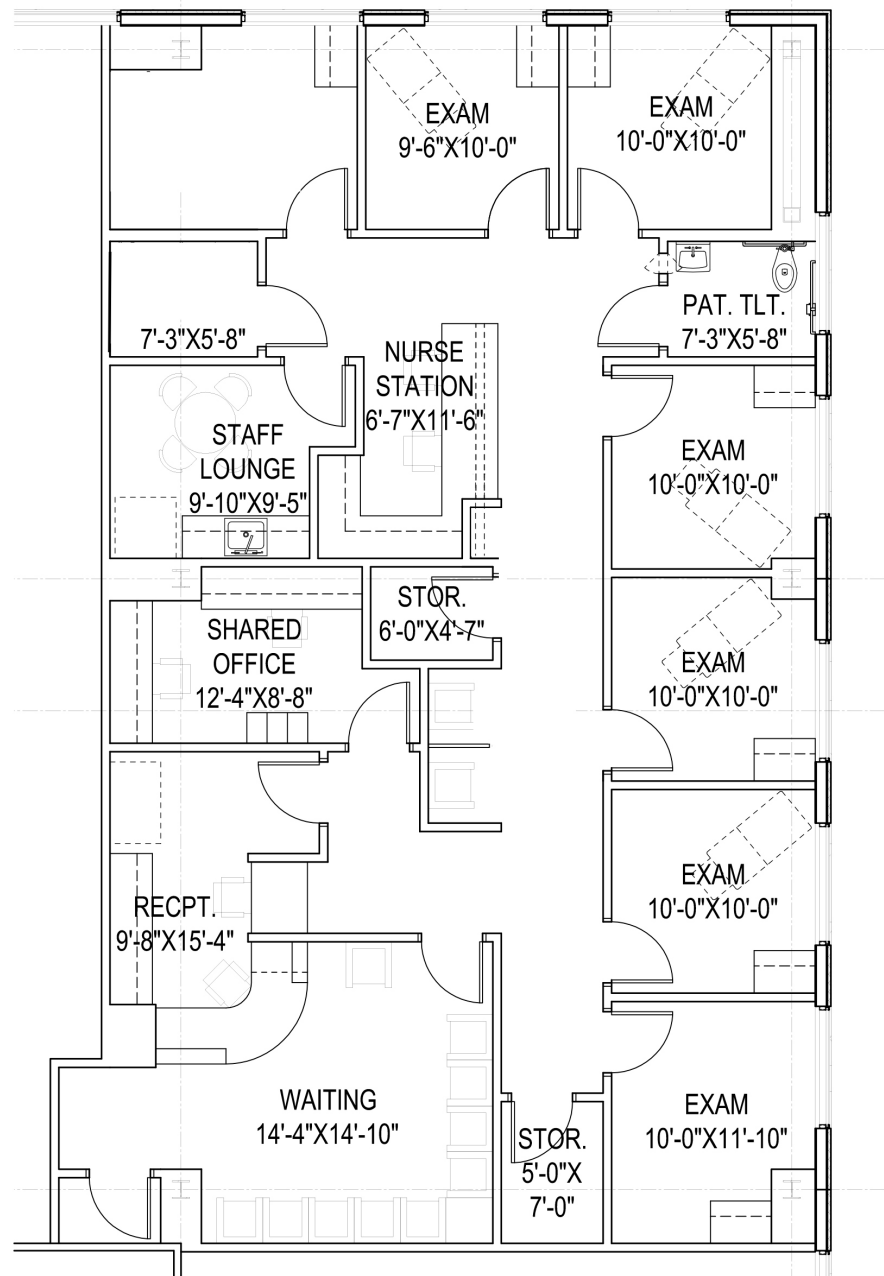 EXAM
9'-6"X10'-0"
EXAM
10'-0"X10'-0"
7'-3"X5'-8"
PAT. TLT.
7'-3"X5'-8"
NURSE
STATION
6'-7"X11'-6"
STAFF
LOUNGE
9'-10"X9'-5"
EXAM
10'-0"X10'-0"
STOR.
6'-0"X4'-7"
SHARED
OFFICE
12'-4"X8'-8"
EXAM
10'-0"X10'-0"
RECPT.
9'-8"X15'-4"
EXAM
10'-0"X10'-0"
WAITING
14'-4"X14'-10"
STOR.
5'-0"X
7'-0"
EXAM
10'-0"X11'-10"